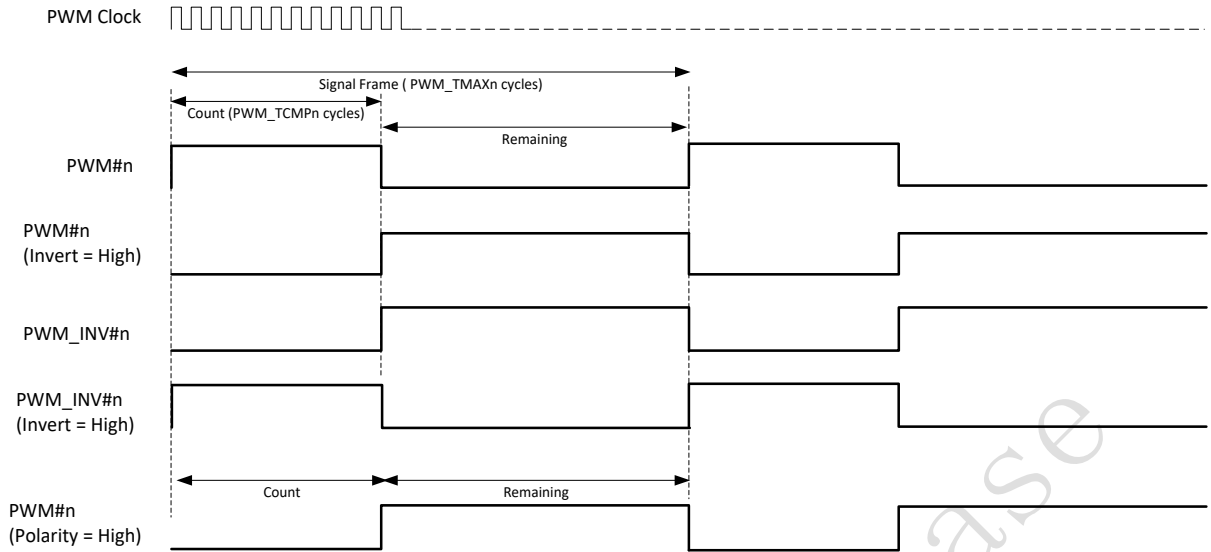 PWM Clock
Signal Frame ( PWM_TMAXn cycles)
Count (PWM_TCMPn cycles)
Remaining
PWM#n
PWM#n
(Invert = High)
PWM_INV#n
PWM_INV#n
(Invert = High)
Count
Remaining
PWM#n
(Polarity = High)
ase